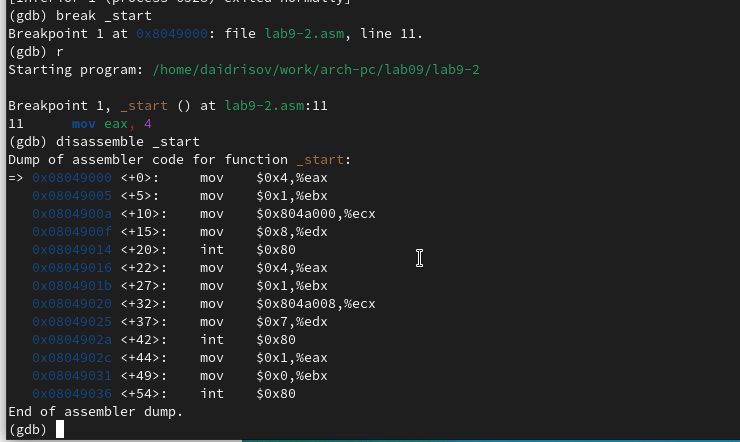 (gdb) break _start
Breakpoint 1 at 0x8049000: file lab9-2.asm, line 11.
(gdb) r
Starting program: /home/daidrisov/work/arch-pc/lab09/lab9-2
Breakpoint 1, _start () at lab9-2.asm:11
11      mov eax, 4
(gdb) disassemble _start
Dump of assembler code for function _start:
=> 0x08049000 <+0>:     mov    $0x4,%eax
   0x08049005 <+5>:     mov    $0x1,%ebx
   0x0804900a <+10>:    mov    $0x804a000,%ecx
   0x0804900f <+15>:    mov    $0x8,%edx
   0x08049014 <+20>:    int    $0x80
   0x08049016 <+22>:    mov    $0x4,%eax
   0x0804901b <+27>:    mov    $0x1,%ebx
   0x08049020 <+32>:    mov    $0x804a008,%ecx
   0x08049025 <+37>:    mov    $0x7,%edx
   0x0804902a <+42>:    int    $0x80
   0x0804902c <+44>:    mov    $0x1,%eax
   0x08049031 <+49>:    mov    $0x0,%ebx
   0x08049036 <+54>:    int    $0x80
End of assembler dump.
(gdb)